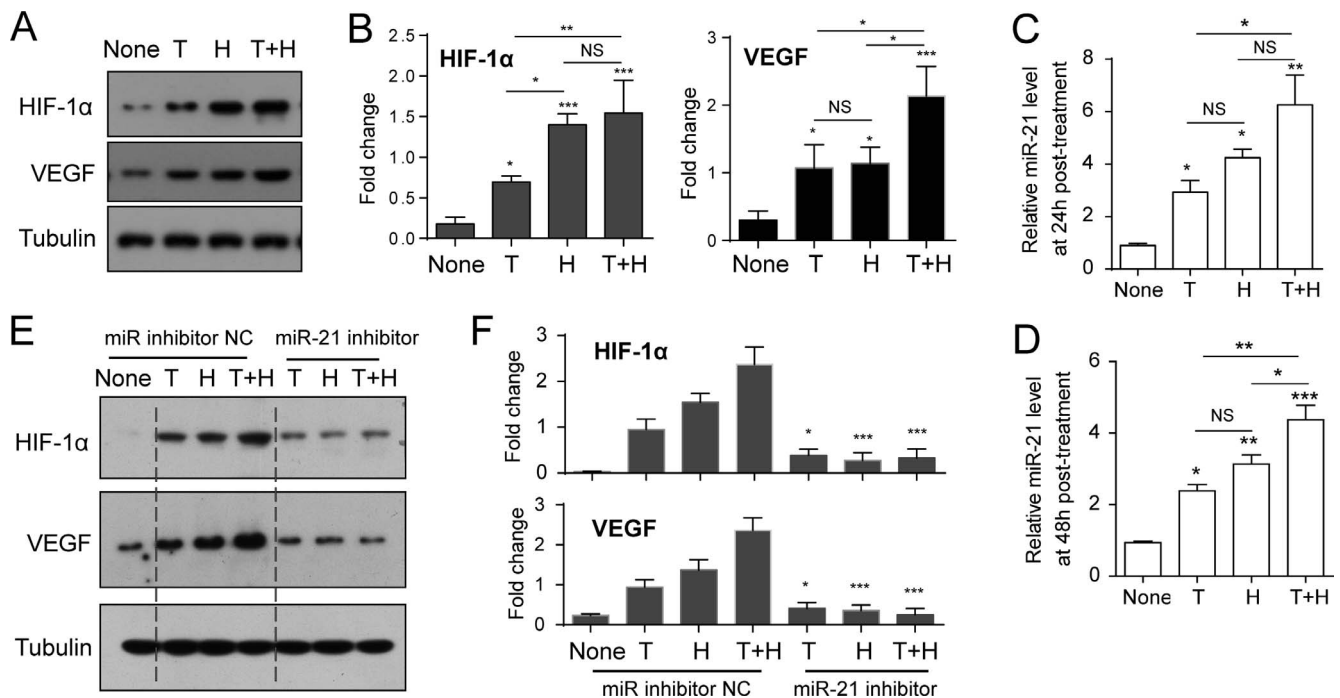 A
None T H T+H
HIF-1α
VEGF
Tubulin
B
HIF-1α
Fold change
2.5
2.0
1.5
1.0
0.5
0.0
**
NS
*
***
***
*
None T H T+H
VEGF
Fold change
3
2
1
0
*
*
***
NS
*
*
None T H T+H
C
Relative miR-21 level
at 24h post-treatment
8
6
4
2
0
*
NS
**
NS
*
*
None T H T+H
D
Relative miR-21 level
at 48h post-treatment
6
4
2
0
**
*
***
NS
**
*
None T H T+H
E
miR inhibitor NC miR-21 inhibitor
None T H T+H T H T+H
HIF-1α
VEGF
Tubulin
F
HIF-1α
Fold change
3
2
1
0
* *** ***
VEGF
Fold change
3
2
1
0
* *** ***
None T H T+H T H T+H
miR inhibitor NC miR-21 inhibitor